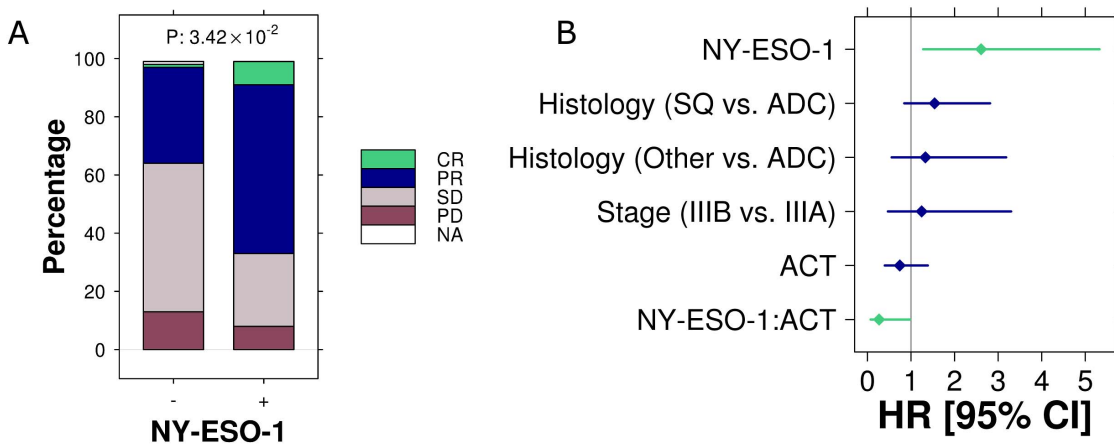 A
P: 3.42×10⁻²
100
80
60
40
20
0
Percentage
- +
NY-ESO-1
CR
PR
SD
PD
NA
B
NY-ESO-1
Histology (SQ vs. ADC)
Histology (Other vs. ADC)
Stage (IIIB vs. IIIA)
ACT
NY-ESO-1:ACT
0 1 2 3 4 5
HR [95% CI]